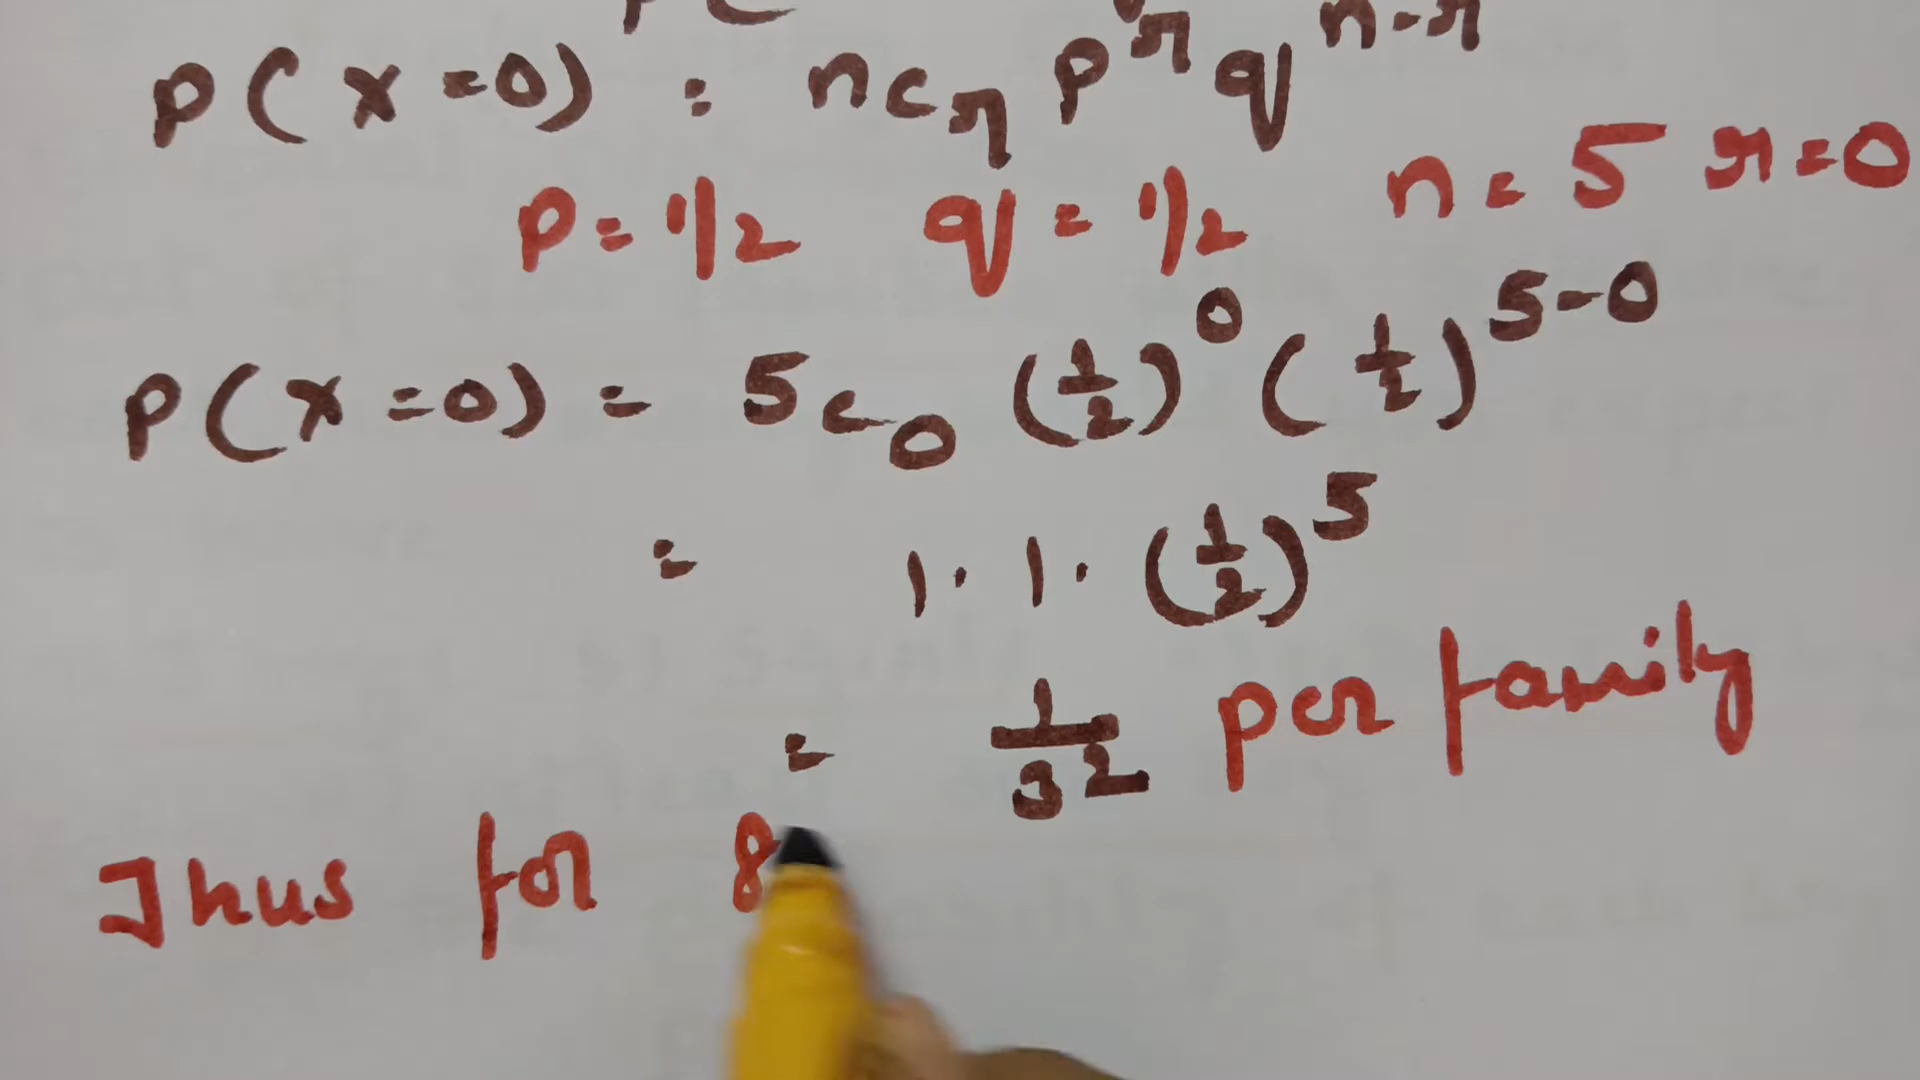 P(x=0) = nCr p^r q^n-r
p=1/2 q=1/2 n=5 r=0
P(x=0) = 5C0 (1/2)^0 (1/2)^5-0
= 1·1·(1/2)^5
= 1/32 per family
Thus for 8